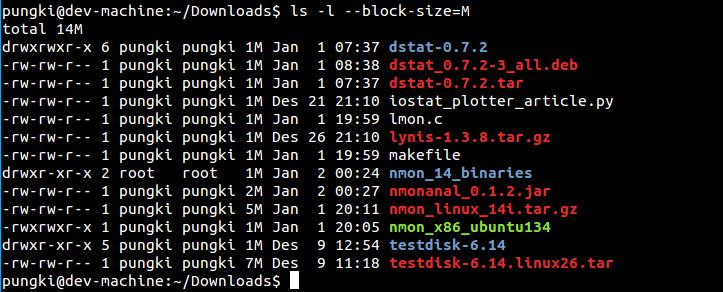 pungki@dev-machine:~/Downloads$ ls -l --block-size=M
total 14M
drwxrwxr-x 6 pungki pungki 1M Jan  1 07:37 dstat-0.7.2
-rw-rw-r-- 1 pungki pungki 1M Jan  1 08:38 dstat_0.7.2-3_all.deb
-rw-rw-r-- 1 pungki pungki 1M Jan  1 07:37 dstat-0.7.2.tar
-rw-rw-r-- 1 pungki pungki 1M Des 21 21:10 iostat_plotter_article.py
-rw-rw-r-- 1 pungki pungki 1M Jan  1 19:59 lmon.c
-rw-rw-r-- 1 pungki pungki 1M Des 26 21:10 lynis-1.3.8.tar.gz
-rw-rw-r-- 1 pungki pungki 1M Jan  1 19:59 makefile
drwxr-xr-x 2 root   root   1M Jan  2 00:24 nmon_14_binaries
-rw-rw-r-- 1 pungki pungki 2M Jan  2 00:27 nmonanal_0.1.2.jar
-rw-rw-r-- 1 pungki pungki 5M Jan  1 20:11 nmon_linux_14i.tar.gz
-rwxrwxr-x 1 pungki pungki 1M Jan  1 20:05 nmon_x86_ubuntu134
drwxr-xr-x 5 pungki pungki 1M Des  9 12:54 testdisk-6.14
-rw-rw-r-- 1 pungki pungki 7M Des  9 11:18 testdisk-6.14.linux26.tar
pungki@dev-machine:~/Downloads$